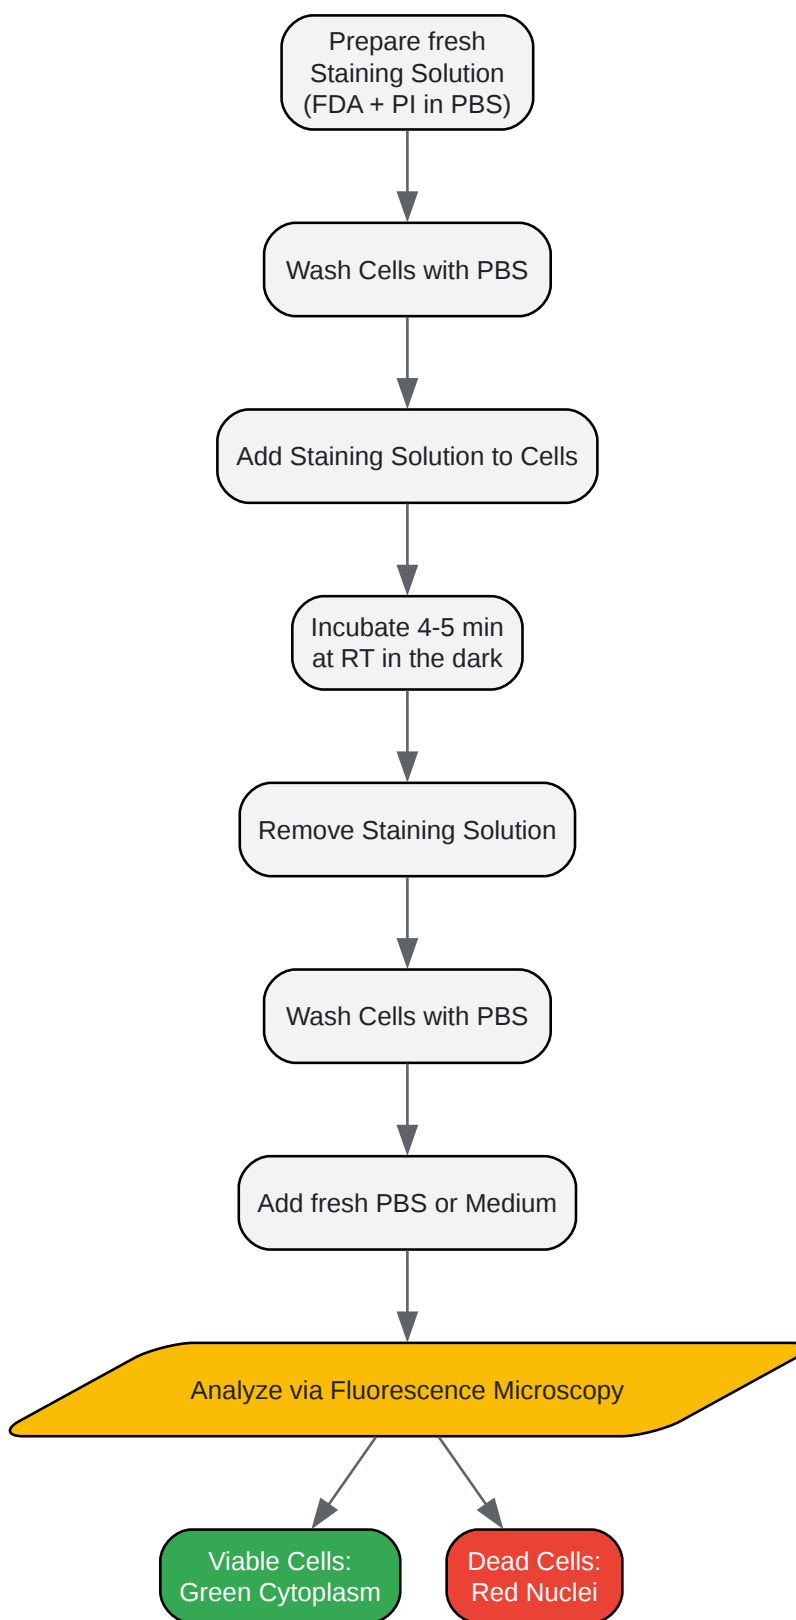 Prepare fresh
Staining Solution
(FDA + PI in PBS)
Wash Cells with PBS
Add Staining Solution to Cells
Incubate 4-5 min
at RT in the dark
Remove Staining Solution
Wash Cells with PBS
Add fresh PBS or Medium
Analyze via Fluorescence Microscopy
Viable Cells:
Green Cytoplasm
Dead Cells:
Red Nuclei